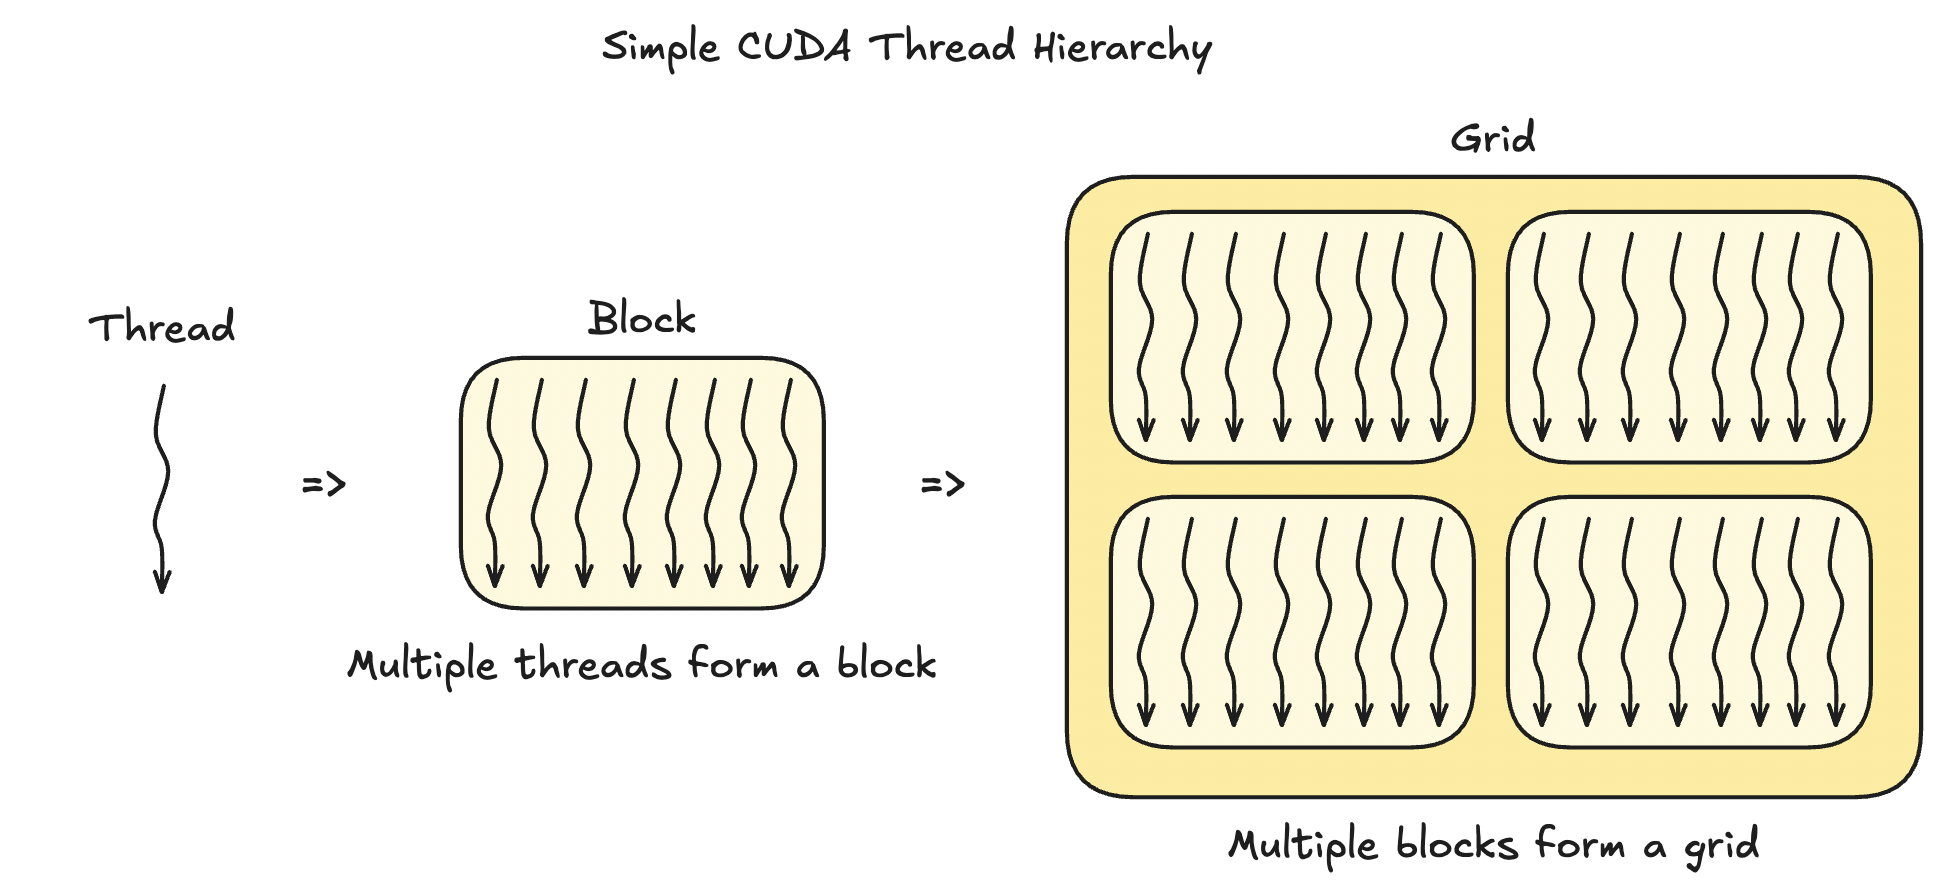 Simple CUDA Thread Hierarchy
Grid
Thread
Block
=>
=>
Multiple threads form a block
Multiple blocks form a grid